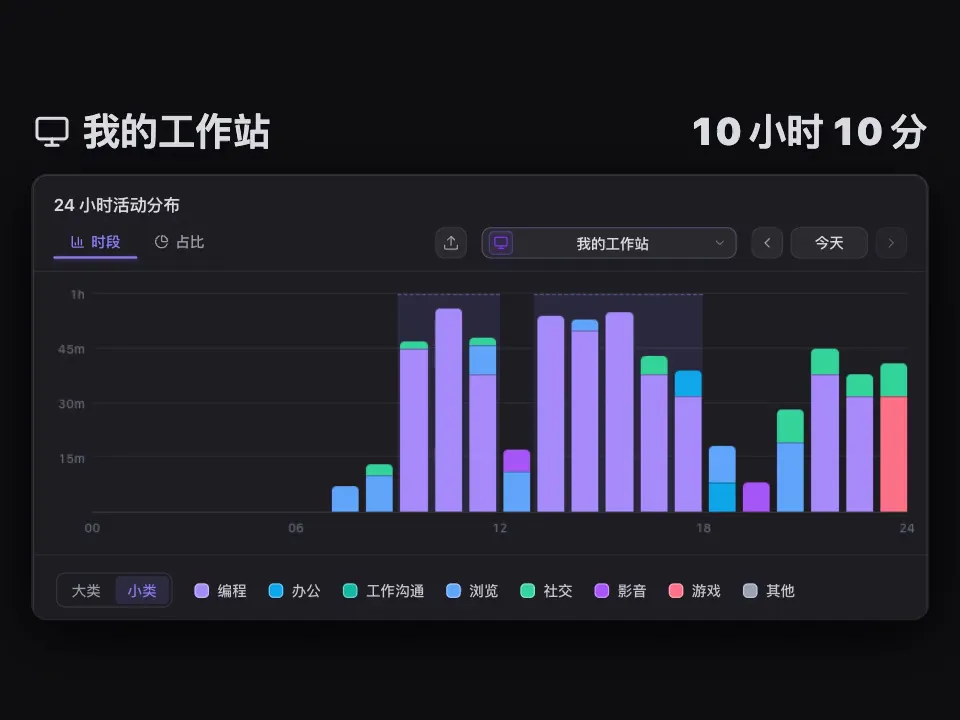 我的工作站
10 小时 10 分
24 小时活动分布
时段 占比
我的工作站
今天
1h
45m
30m
15m
00 06 12 18 24
大类 小类 编程 办公 工作沟通 浏览 社交 影音 游戏 其他